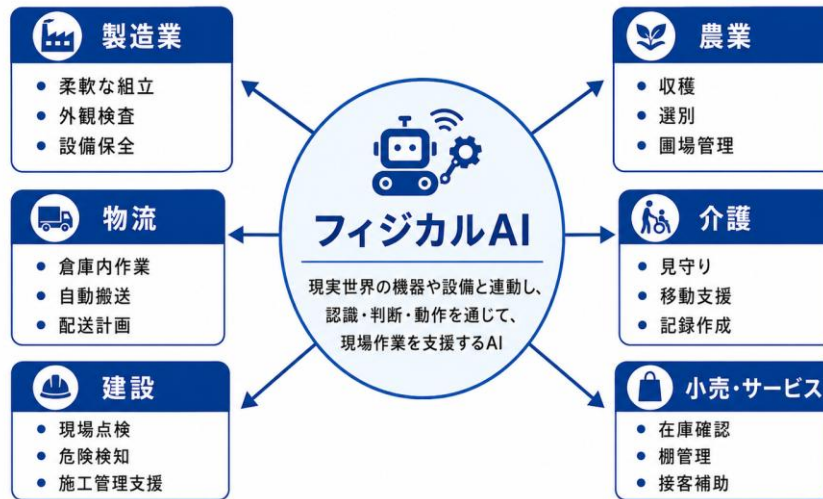 製造業
柔軟な組立
外観検査
設備保全
物流
倉庫内作業
自動搬送
配送計画
建設
現場点検
危険検知
施工管理支援
フィジカルAI
現実世界の機器や設備と連動し、
認識・判断・動作を通じて、
現場作業を支援するAI
農業
収穫
選別
圃場管理
介護
見守り
移動支援
記録作成
小売・サービス
在庫確認
棚管理
接客補助